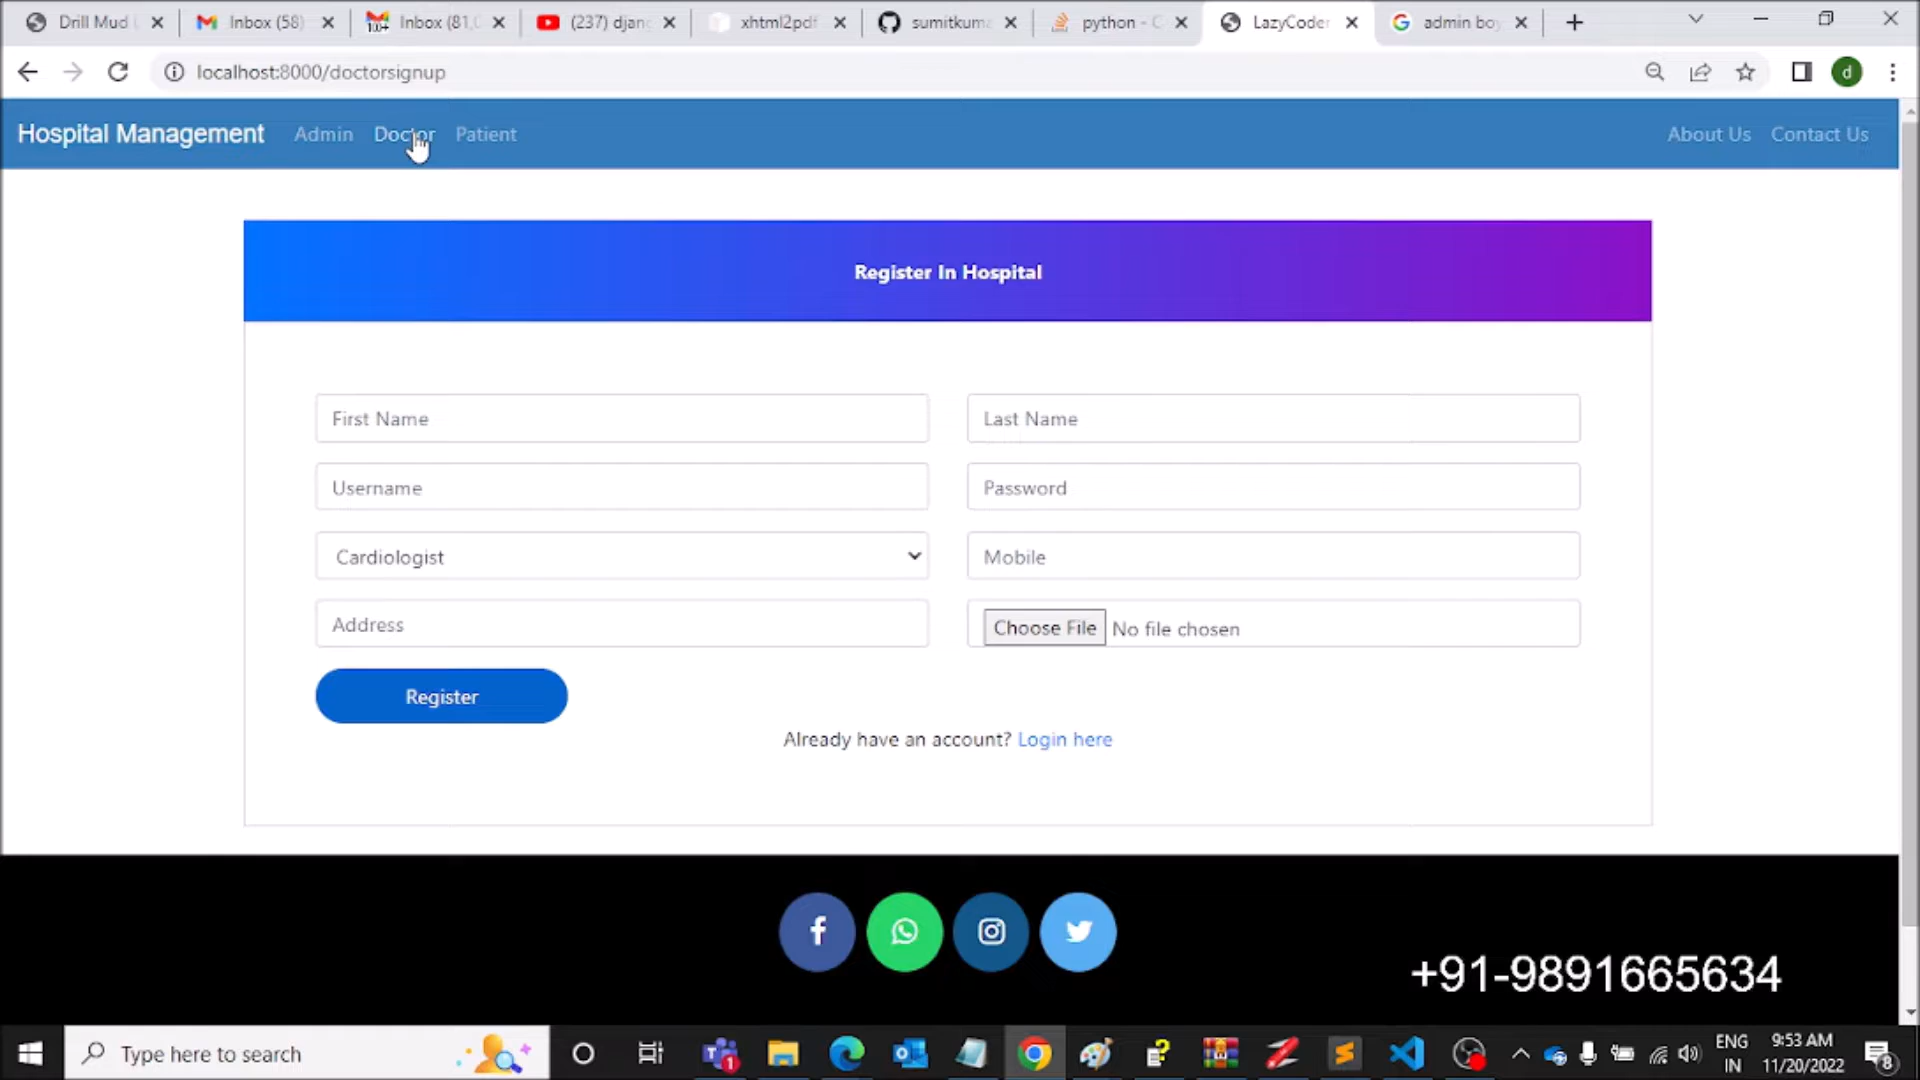 Drill Mud
Inbox (58)
Inbox (81,
(237) djan
xhtml2pdf
sumitkum
python - C
LazyCoder
admin boy
localhost:8000/doctorsignup
d
Hospital Management Admin Doctor Patient About Us Contact Us
Register In Hospital
First Name Last Name
Username Password
Cardiologist Mobile
Address Choose File No file chosen
Register
Already have an account? Login here
+91-9891665634
Type here to search
ENG
IN
9:53 AM
11/20/2022
8